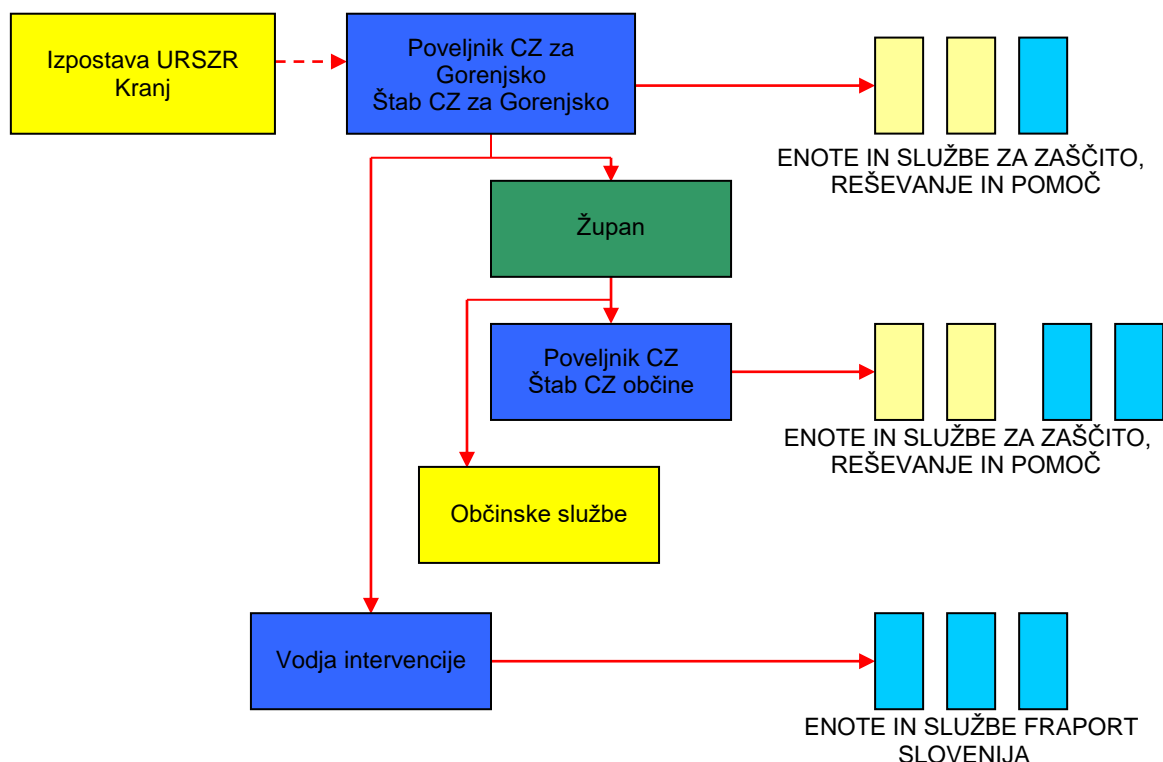 Izpostava URSZR
Kranj
Poveljnik CZ za
Gorenjsko
Štab CZ za Gorenjsko
ENOTE IN SLUŽBE ZA ZAŠČITO,
REŠEVANJE IN POMOČ
Župan
Poveljnik CZ
Štab CZ občine
ENOTE IN SLUŽBE ZA ZAŠČITO,
REŠEVANJE IN POMOČ
Občinske službe
Vodja intervencije
ENOTE IN SLUŽBE FRAPORT
SLOVENIJA